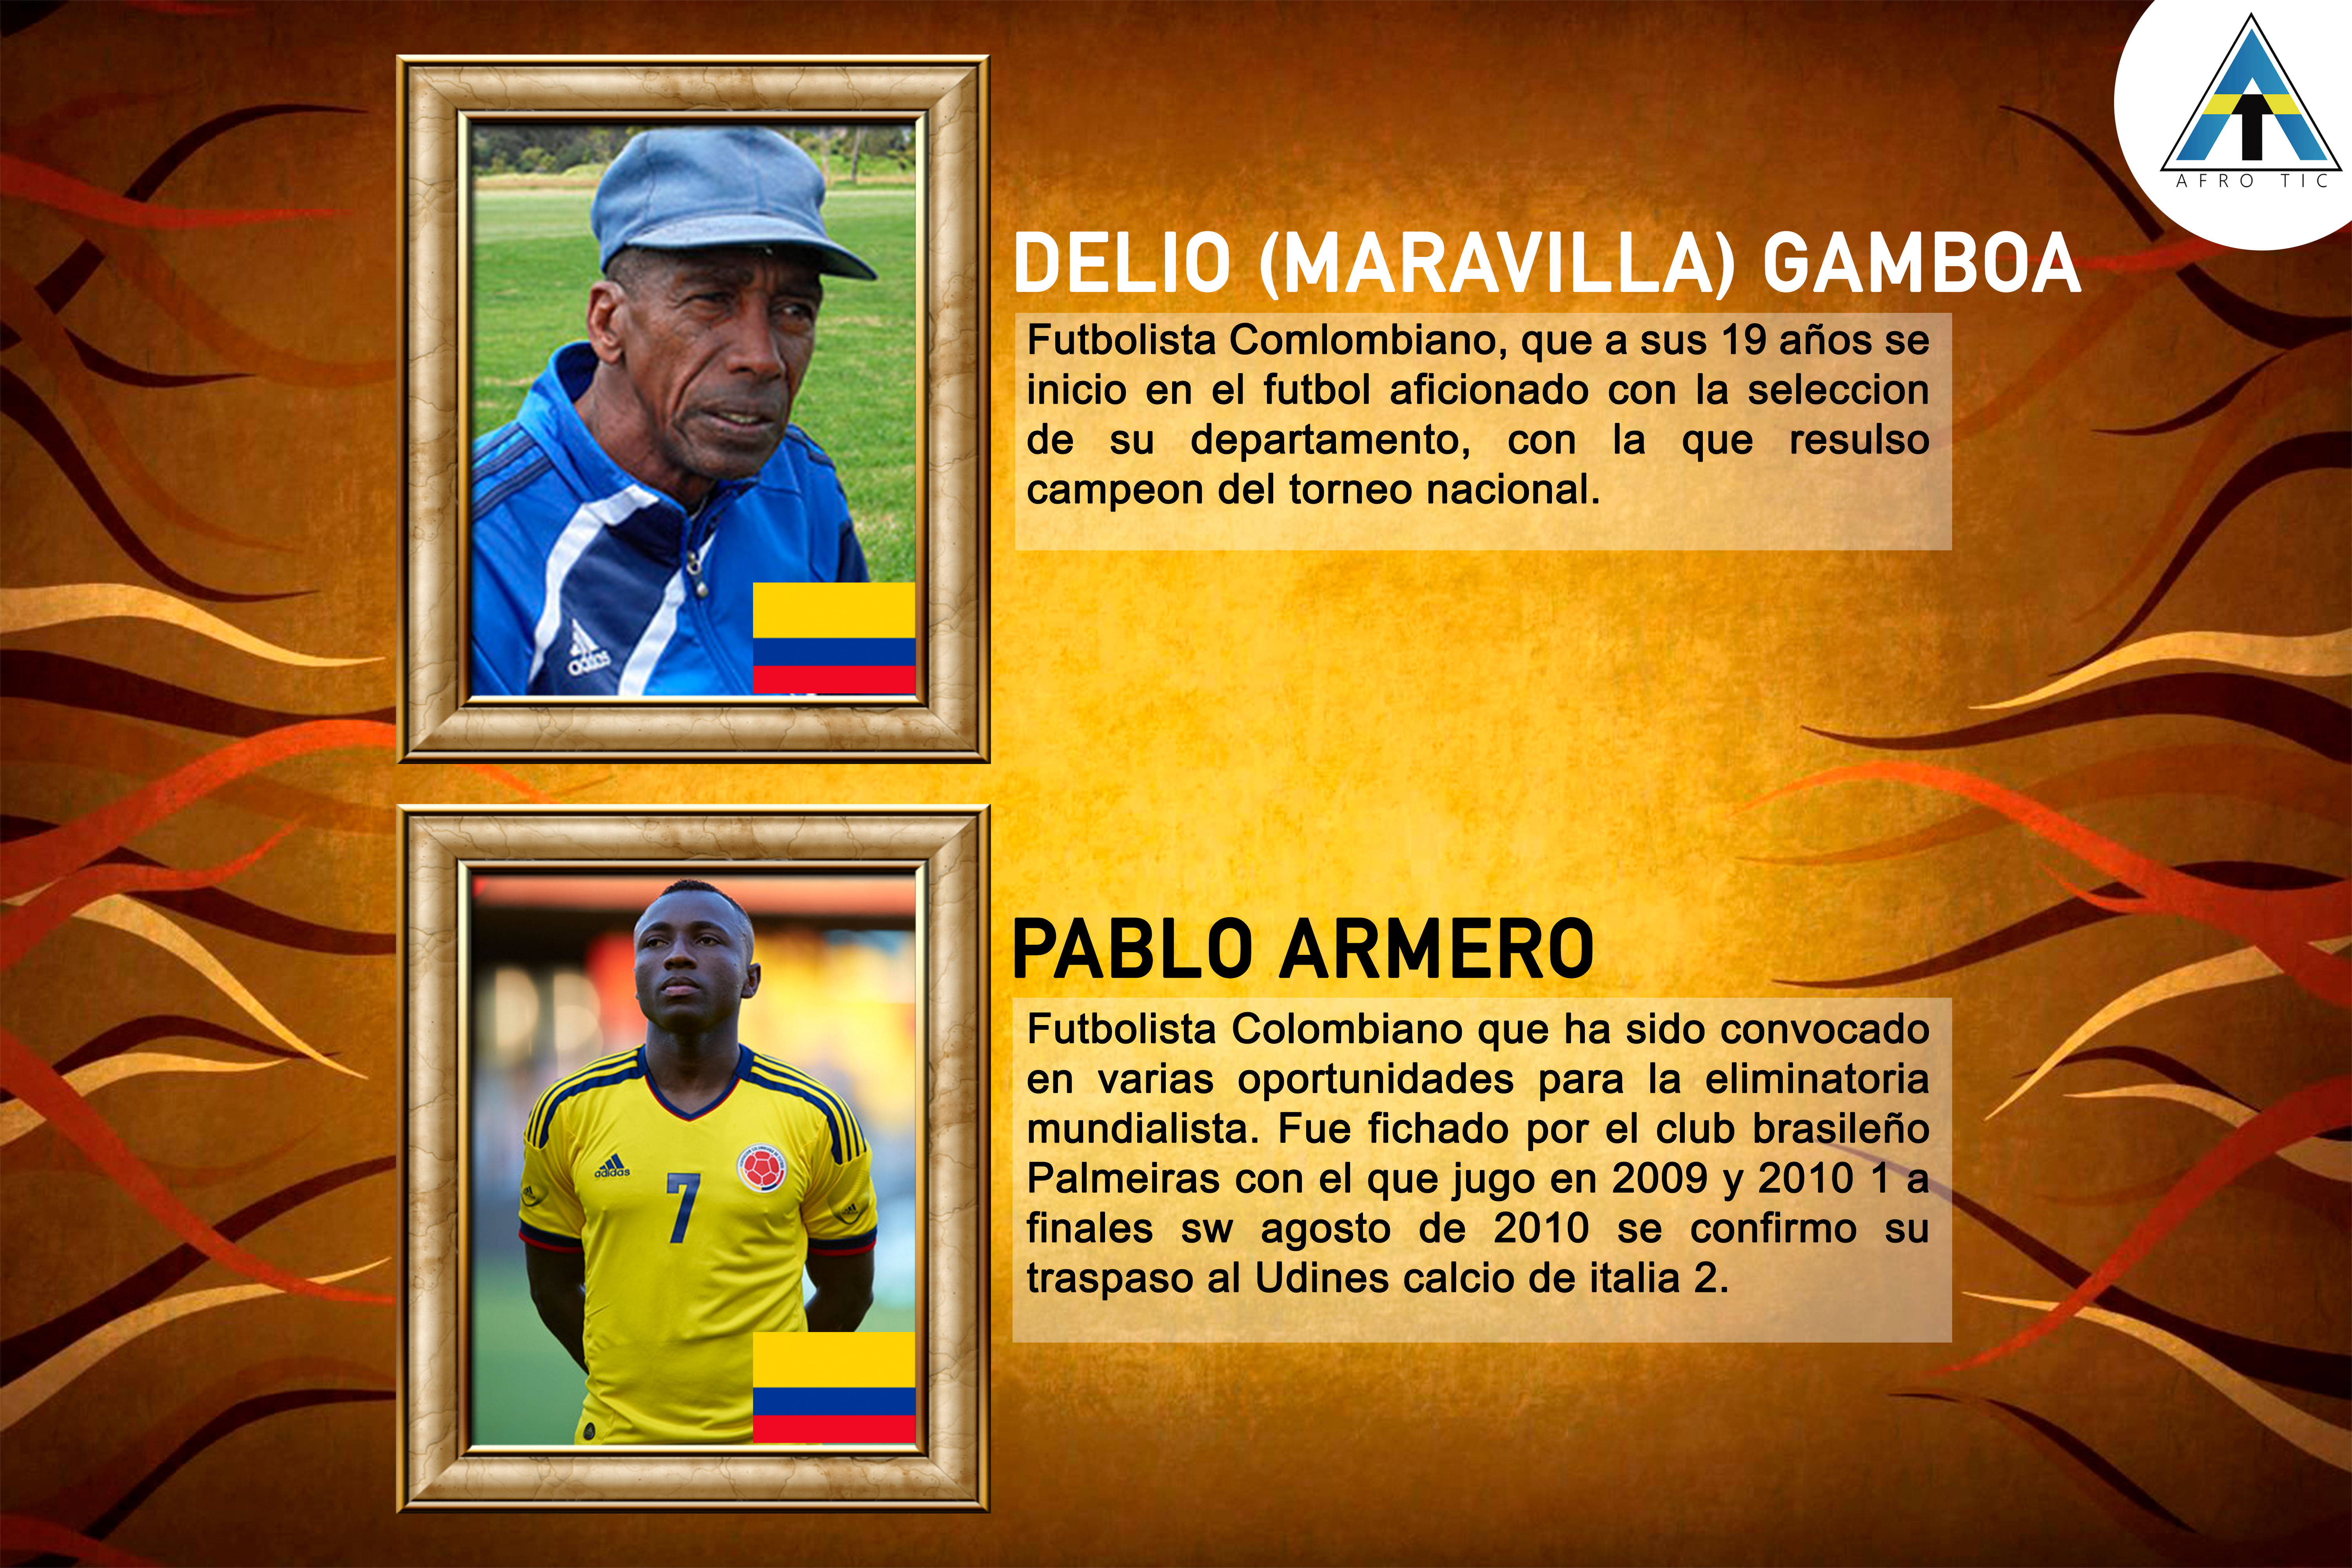 AFRO TIC
DELIO (MARAVILLA) GAMBOA
Futbolista Comlombiano, que a sus 19 años se
inicio en el futbol aficionado con la seleccion
de su departamento, con la que resulso
campeon del torneo nacional.
adidas
PABLO ARMERO
Futbolista Colombiano que ha sido convocado
en varias oportunidades para la eliminatoria
mundialista. Fue fichado por el club brasileño
Palmeiras con el que jugo en 2009 y 2010 1 a
finales sw agosto de 2010 se confirmo su
traspaso al Udines calcio de italia 2.
adidas
7